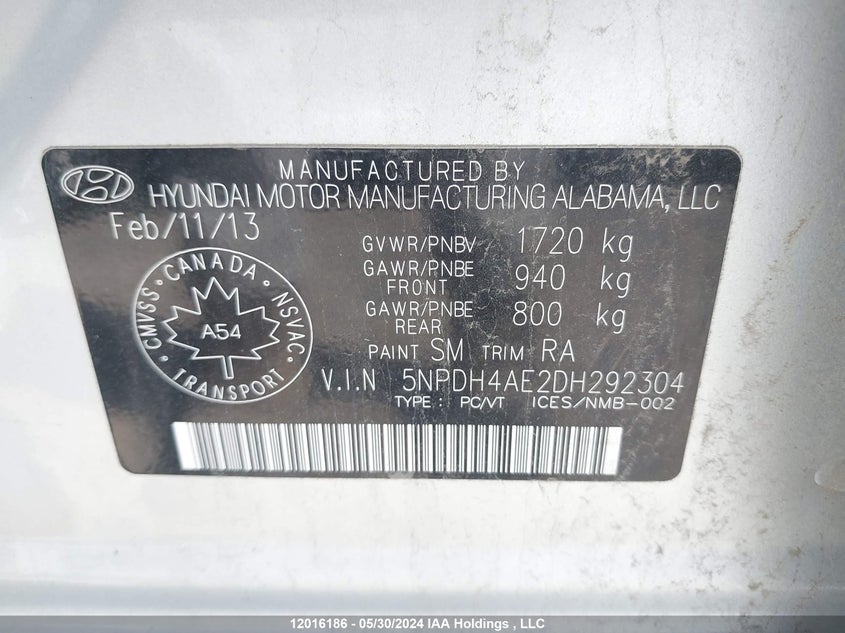 MANUFACTURED BY
HYUNDAI MOTOR MANUFACTURING ALABAMA, LLC
Feb/11/13
GVWR/PNBV 1720 kg
GAWR/PNBE FRONT 940 kg
GAWR/PNBE REAR 800 kg
PAINT SM TRIM RA
V.I.N 5NPDH4AE2DH292304
TYPE: PC/VT ICES/NMB-002
CANADA
CMVSS NSVAC
A54
TRANSPORT
12016186 - 05/30/2024 IAA Holdings , LLC